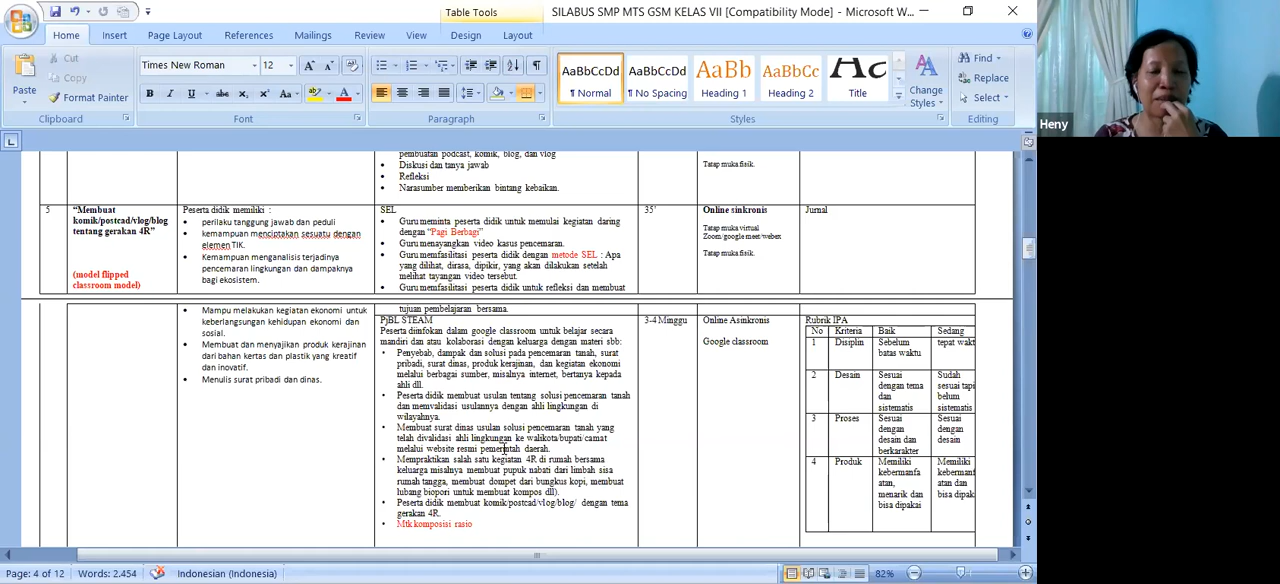 Table Tools
SILABUS SMP MTS GSM KELAS VII [Compatibility Mode] - Microsoft W...
Home
Insert
Page Layout
References
Mailings
Review
View
Design
Layout
Paste
Cut
Copy
Format Painter
Clipboard
Times New Roman
12
Font
Paragraph
AaBbCcDd
¶ Normal
AaBbCcDd
¶ No Spacing
AaBb
Heading 1
AaBbCc
Heading 2
Title
Styles
Change
Styles
Find
Replace
Select
Editing
Heny
pembuatan podcast, komik, blog, dan vlog
• Diskusi dan tanya jawab
• Refleksi
• Narasumber memberikan bintang kebaikan.
Tatap muka fisik.
5
“Membuat
komik/postcad/vlog/blog
tentang gerakan 4R”
(model flipped
classroom model)
Peserta didik memiliki :
• perilaku tanggung jawab dan peduli
• kemampuan menciptakan sesuatu dengan
elemen TIK.
• Kemampuan menganalisis terjadinya
pencemaran lingkungan dan dampaknya
bagi ekosistem.
SEL
• Guru meminta peserta didik untuk memulai kegiatan daring
dengan “Pagi Berbagi”
• Guru menayangkan video kasus pencemaran.
• Guru memfasilitasi peserta didik dengan metode SEL : Apa
yang dilihat, dirasa, dipikir, yang akan dilakukan setelah
melihat tayangan video tersebut.
• Guru memfasilitasi peserta didik untuk refleksi dan membuat
35’
Online sinkronis
Tatap muka virtual
Zoom/google meet/webex
Tatap muka fisik.
Jurnal
• Mampu melakukan kegiatan ekonomi untuk
keberlangsungan kehidupan ekonomi dan
sosial.
• Membuat dan menyajikan produk kerajinan
dari bahan kertas dan plastik yang kreatif
dan inovatif.
• Menulis surat pribadi dan dinas.
tujuan pembelajaran bersama.
PjBL STEAM
Peserta diinfokan dalam google classroom untuk belajar secara
mandiri dan atau kolaborasi dengan keluarga dengan materi sbb:
• Penyebab, dampak dan solusi pada pencemaran tanah, surat
pribadi, surat dinas, produk kerajinan, dan kegiatan ekonomi
melalui berbagai sumber, misalnya internet, bertanya kepada
ahli dll.
• Peserta didik membuat usulan tentang solusi pencemaran tanah
dan memvalidasi usulannya dengan ahli lingkungan di
wilayahnya.
• Membuat surat dinas usulan solusi pencemaran tanah yang
telah divalidasi ahli lingkungan ke walikota/bupati/camat
melalui website resmi pemerintah daerah.
• Mempraktikan salah satu kegiatan 4R di rumah bersama
keluarga misalnya membuat pupuk nabati dari limbah sisa
rumah tangga, membuat dompet dari bungkus kopi, membuat
lubang biopori untuk membuat kompos dll).
• Peserta didik membuat komik/postcad/vlog/blog/ dengan tema
gerakan 4R.
• Mtk komposisi rasio
3-4 Minggu
Online Asinkronis
Google classroom
Rubrik IPA
No Kriteria Baik Sedang
1 Disiplin Sebelum batas waktu tepat wakt
2 Desain Sesuai dengan tema dan sistematis Sudah sesuai tapi belum sistematis
3 Proses Sesuai dengan desain dan berkarakter Sesuai dengan desain
4 Produk Memiliki kebermanfa atan, menarik dan bisa dipakai Memiliki kebermanf atan dan bisa dipak
Page: 4 of 12
Words: 2.454
Indonesian (Indonesia)
82%